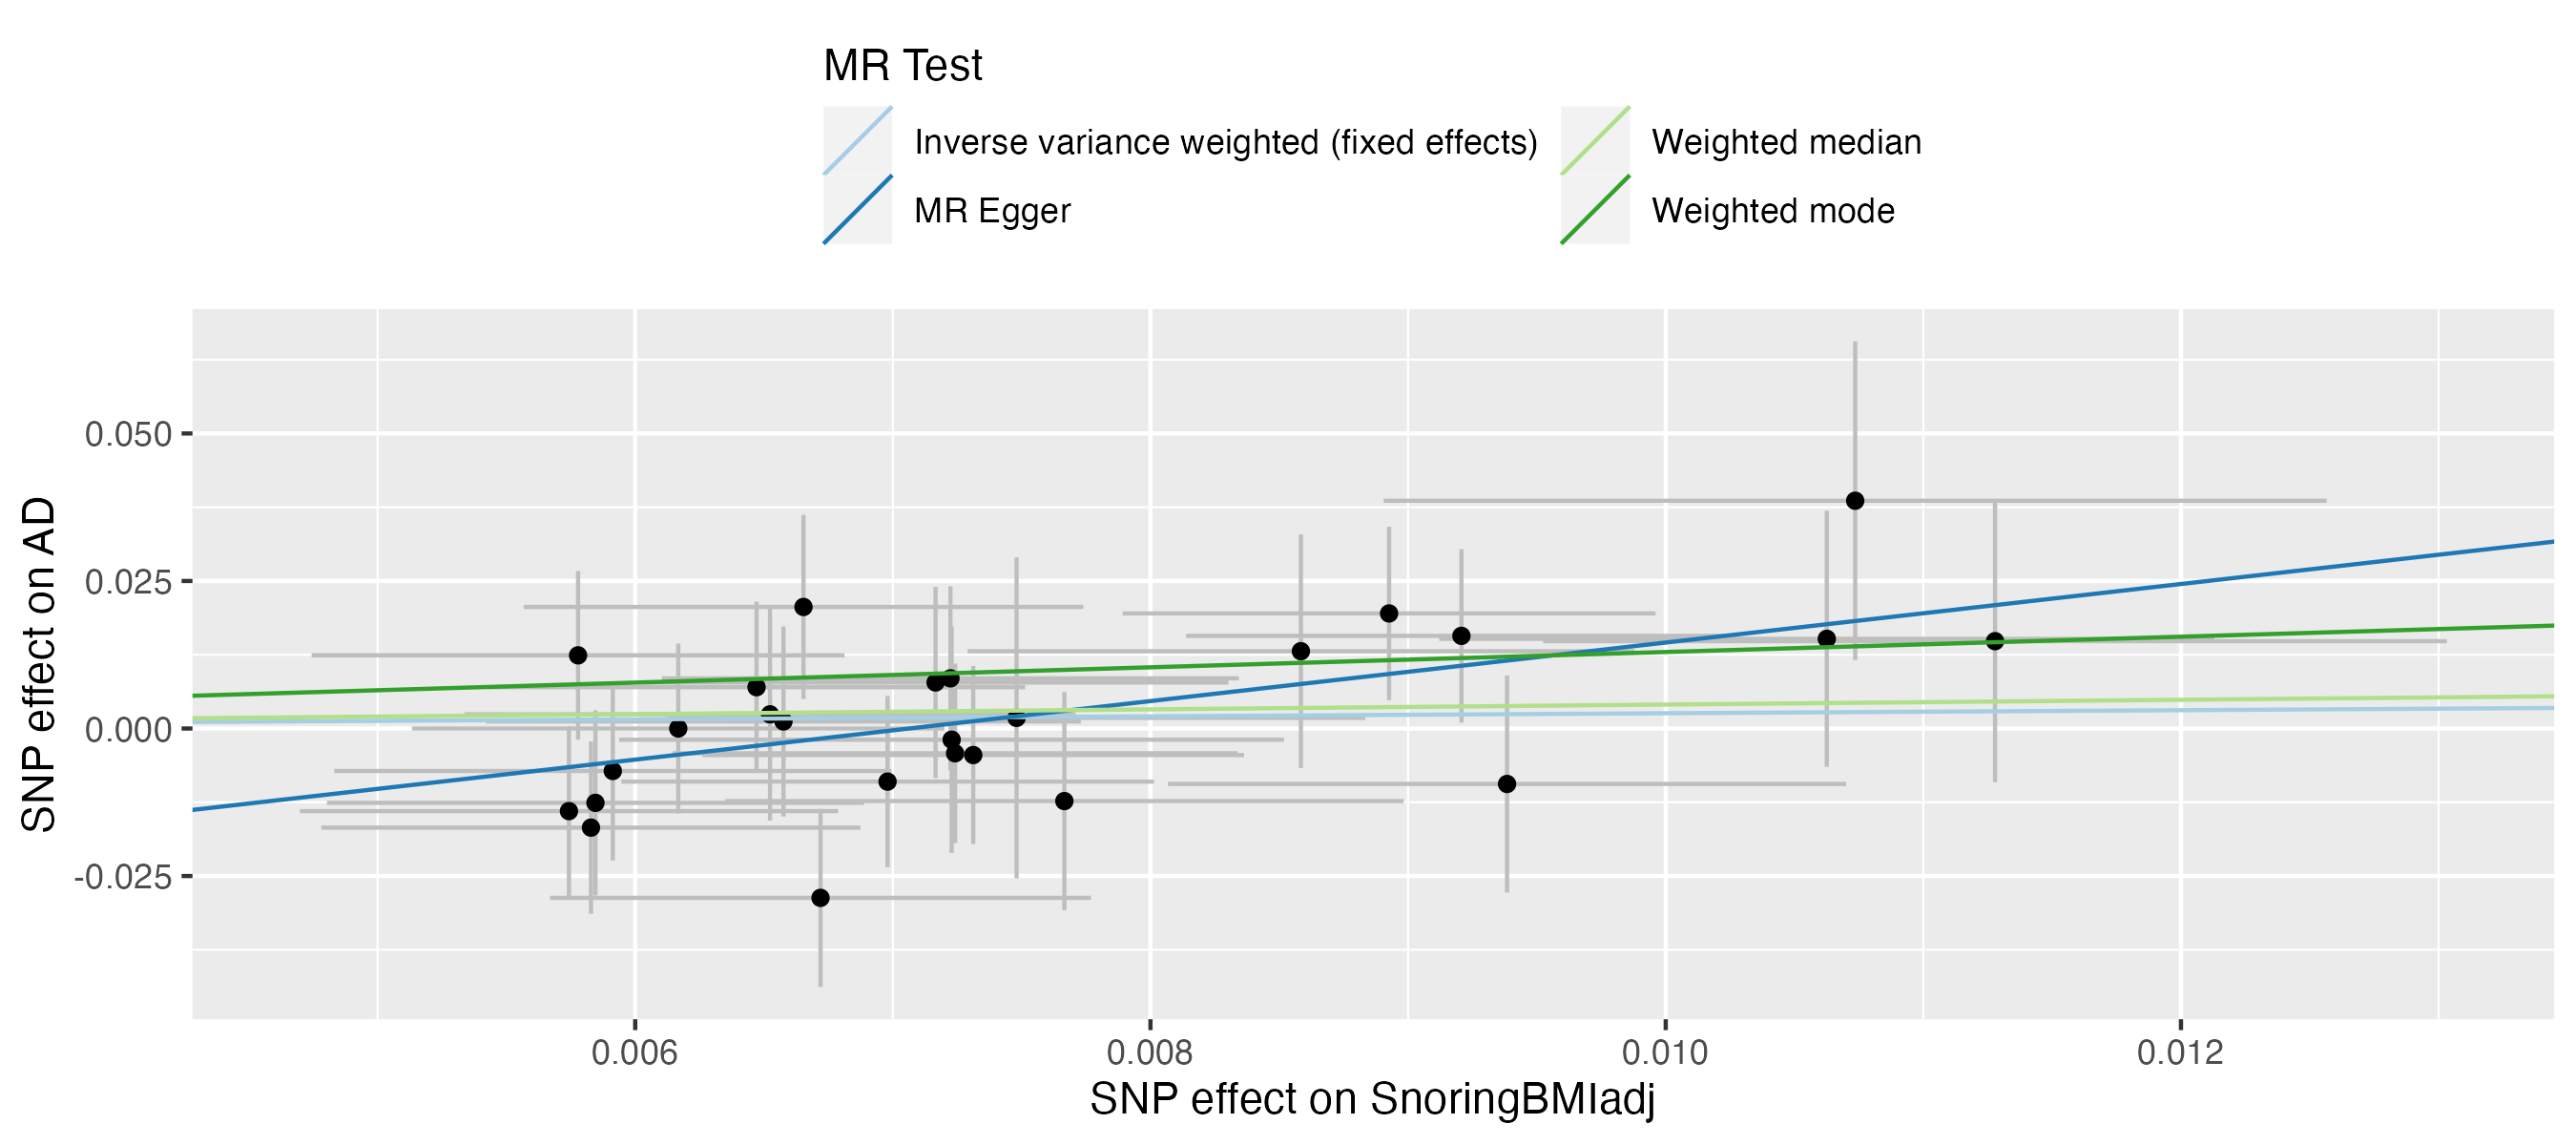 MR Test
Inverse variance weighted (fixed effects)
Weighted median
MR Egger
Weighted mode
SNP effect on AD
0.050
0.025
0.000
-0.025
0.006
0.008
0.010
0.012
SNP effect on SnoringBMIadj